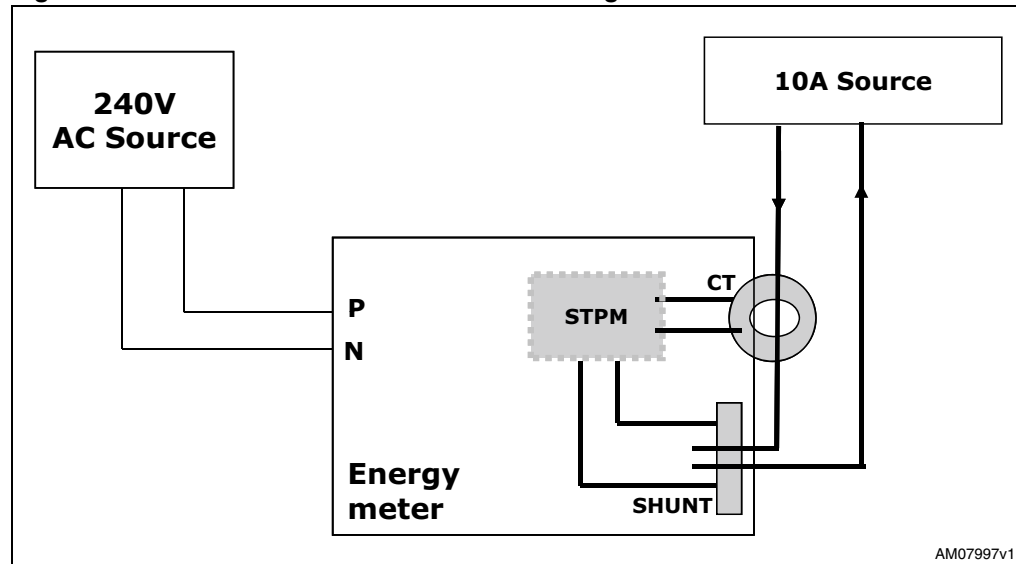 240V
AC Source
10A Source
CT
STPM
P
N
Energy
meter
SHUNT
AM07997v1